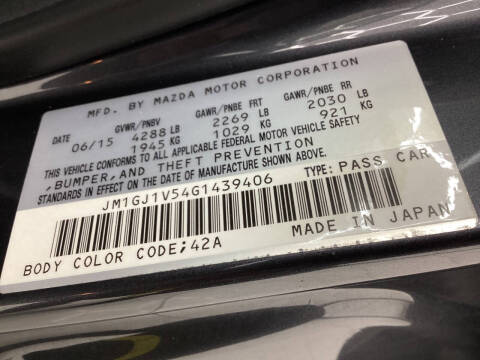 MFD. BY MAZDA MOTOR CORPORATION
DATE GVWR/PNBV GAWR/PNBE FRT GAWR/PNBE RR
06/15 4288 LB 2269 LB 2030 LB
1945 KG 1029 KG 921 KG
THIS VEHICLE CONFORMS TO ALL APPLICABLE FEDERAL MOTOR VEHICLE SAFETY
,BUMPER, AND THEFT PREVENTION
STANDARDS IN EFFECT ON THE DATE OF MANUFACTURE SHOWN ABOVE.
JM1GJ1V54G1439406 TYPE: PASS CAR
MADE IN JAPAN
BODY COLOR CODE;42A